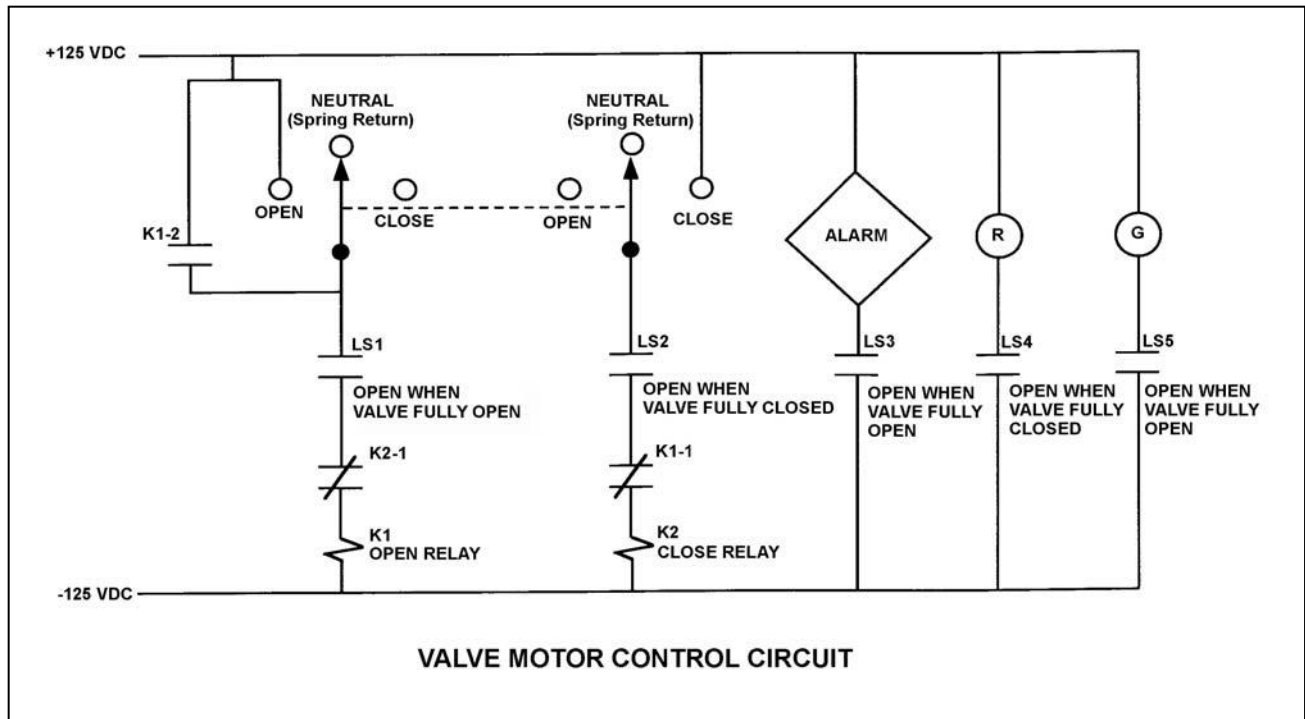 +125 VDC
NEUTRAL
(Spring Return)
NEUTRAL
(Spring Return)
OPEN
CLOSE
OPEN
CLOSE
K1-2
ALARM
R
G
LS1
OPEN WHEN
VALVE FULLY OPEN
LS2
OPEN WHEN
VALVE FULLY CLOSED
LS3
OPEN WHEN
VALVE FULLY
OPEN
LS4
OPEN WHEN
VALVE FULLY
CLOSED
LS5
OPEN WHEN
VALVE FULLY
OPEN
K2-1
K1-1
K1
OPEN RELAY
K2
CLOSE RELAY
-125 VDC
VALVE MOTOR CONTROL CIRCUIT